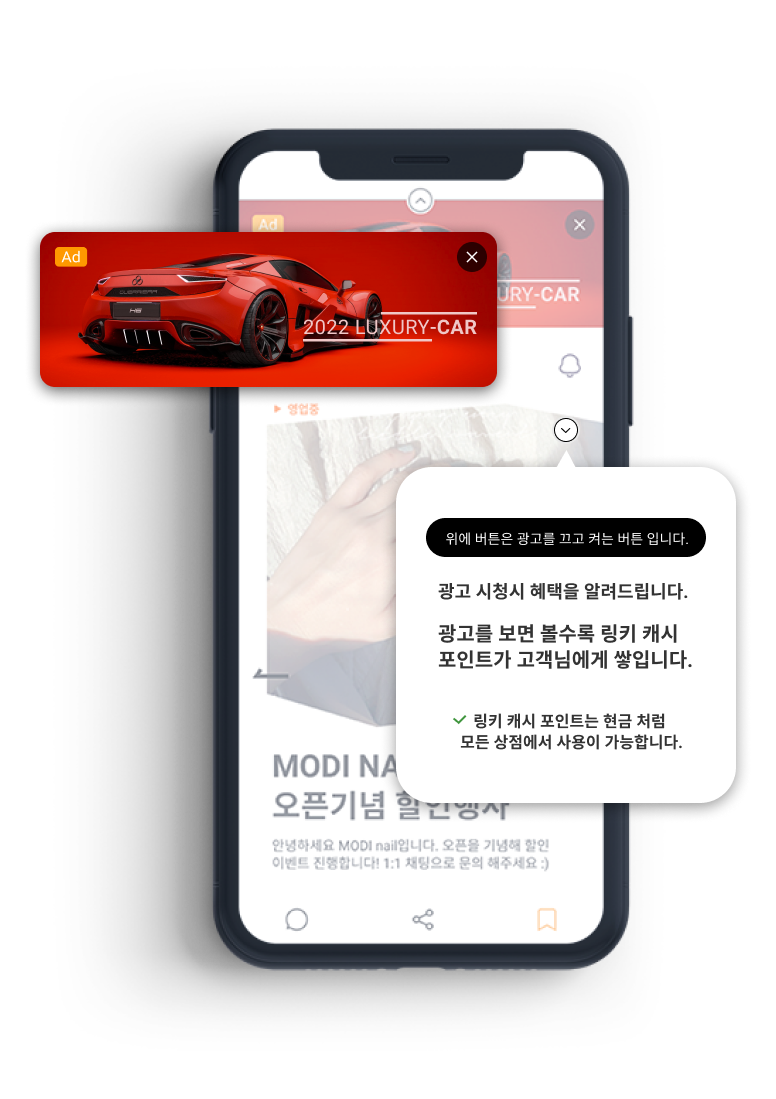 Ad
URY-CAR
Ad
H6
2022 LUXURY-CAR
영업중
위에 버튼은 광고를 끄고 켜는 버튼 입니다.
광고 시청시 혜택을 알려드립니다.
광고를 보면 볼수록 링키 캐시
포인트가 고객님에게 쌓입니다.
링키 캐시 포인트는 현금 처럼
모든 상점에서 사용이 가능합니다.
MODI NA
오픈기념 할인행사
안녕하세요 MODI nail입니다. 오픈을 기념해 할인
이벤트 진행합니다! 1:1 채팅으로 문의 해주세요 :)